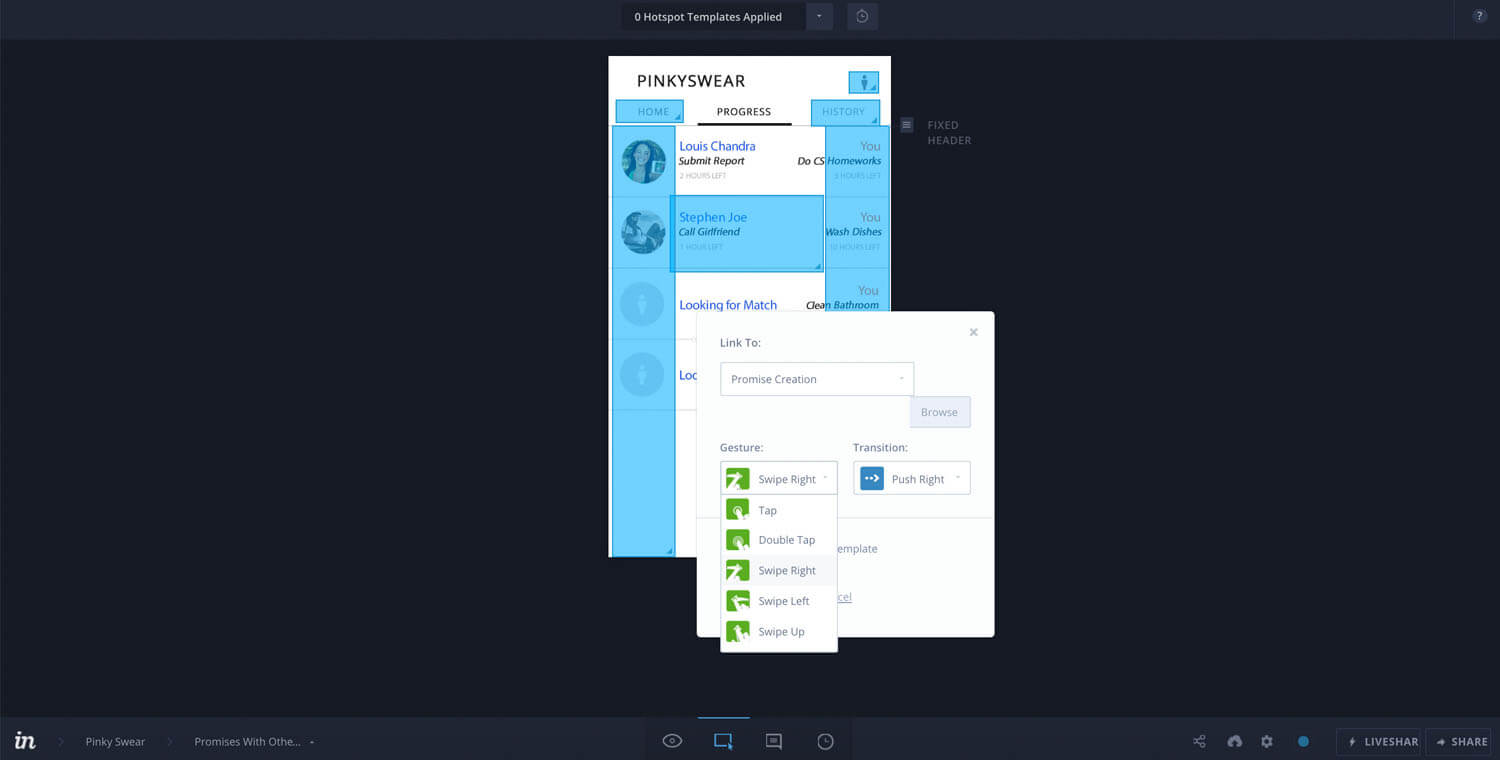 0 Hotspot Templates Applied
?
PINKYSWEAR
HOME PROGRESS HISTORY
FIXED
HEADER
Louis Chandra You
Submit Report Do CS Homeworks
2 HOURS LEFT 3 HOURS LEFT
Stephen Joe You
Call Girlfriend Wash Dishes
1 HOUR LEFT 10 HOURS LEFT
You
Looking for Match Clean Bathroom
Loo
Link To:
Promise Creation
Browse
Gesture: Transition:
Swipe Right Push Right
Tap
Double Tap
emplate
Swipe Right
Swipe Left
cel
Swipe Up
in Pinky Swear Promises With Othe... LIVESHAR SHARE